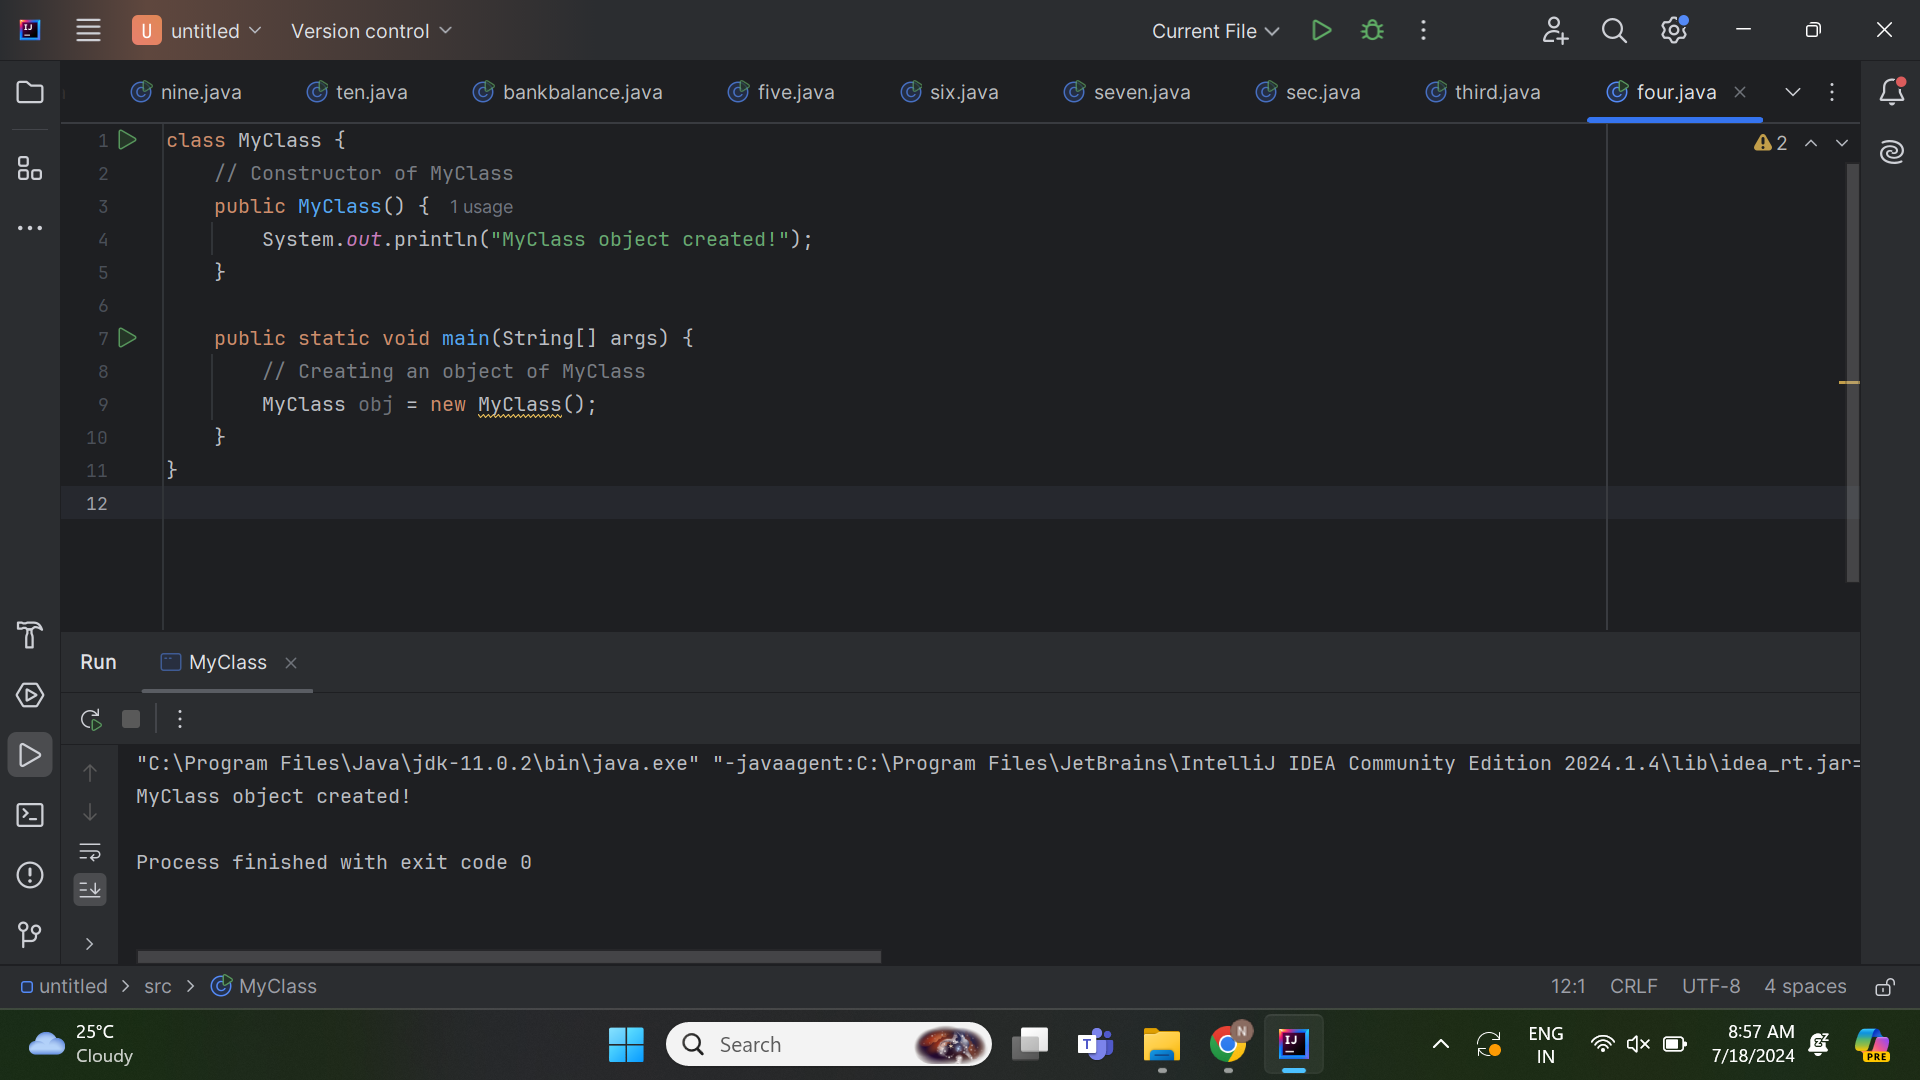 U untitled Version control Current File
nine.java ten.java bankbalance.java five.java six.java seven.java sec.java third.java four.java
1 class MyClass { 2
2 // Constructor of MyClass
3 public MyClass() { 1 usage
4 System.out.println("MyClass object created!");
5 }
6
7 public static void main(String[] args) {
8 // Creating an object of MyClass
9 MyClass obj = new MyClass();
10 }
11 }
12
Run MyClass
"C:\Program Files\Java\jdk-11.0.2\bin\java.exe" "-javaagent:C:\Program Files\JetBrains\IntelliJ IDEA Community Edition 2024.1.4\lib\idea_rt.jar=
MyClass object created!
Process finished with exit code 0
untitled > src > MyClass 12:1 CRLF UTF-8 4 spaces
25°C
Cloudy
Search
N
ENG
IN
8:57 AM
7/18/2024
PRE